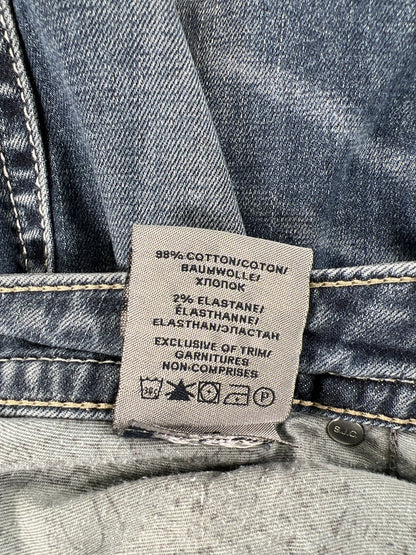 98% COTTON/COTON/
BAUMWOLLE/
ХЛОПОК
2% ELASTANE/
ÉLASTHANNE/
ELASTHAN/ЭЛАСТАН
EXCLUSIVE OF TRIM/
GARNITURES
NON-COMPRISES
P